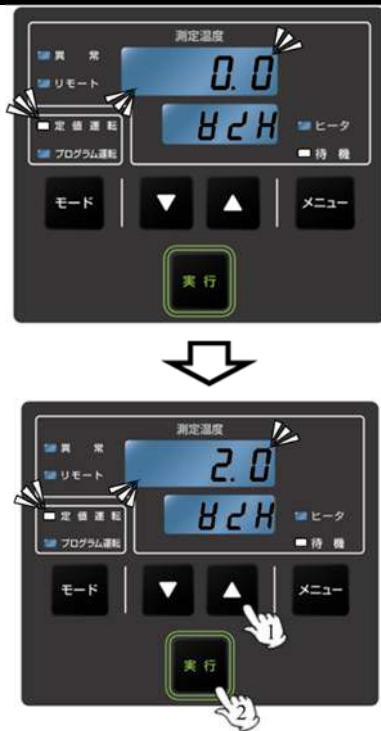 測定温度
異 常
0.0
リモート
定値運転
ヒータ
プログラム運転
待機
モード
▼
▲
メニュー
実行
測定温度
異 常
2.0
リモート
定値運転
ヒータ
プログラム運転
待機
モード
▼
▲
メニュー
1
実行
2